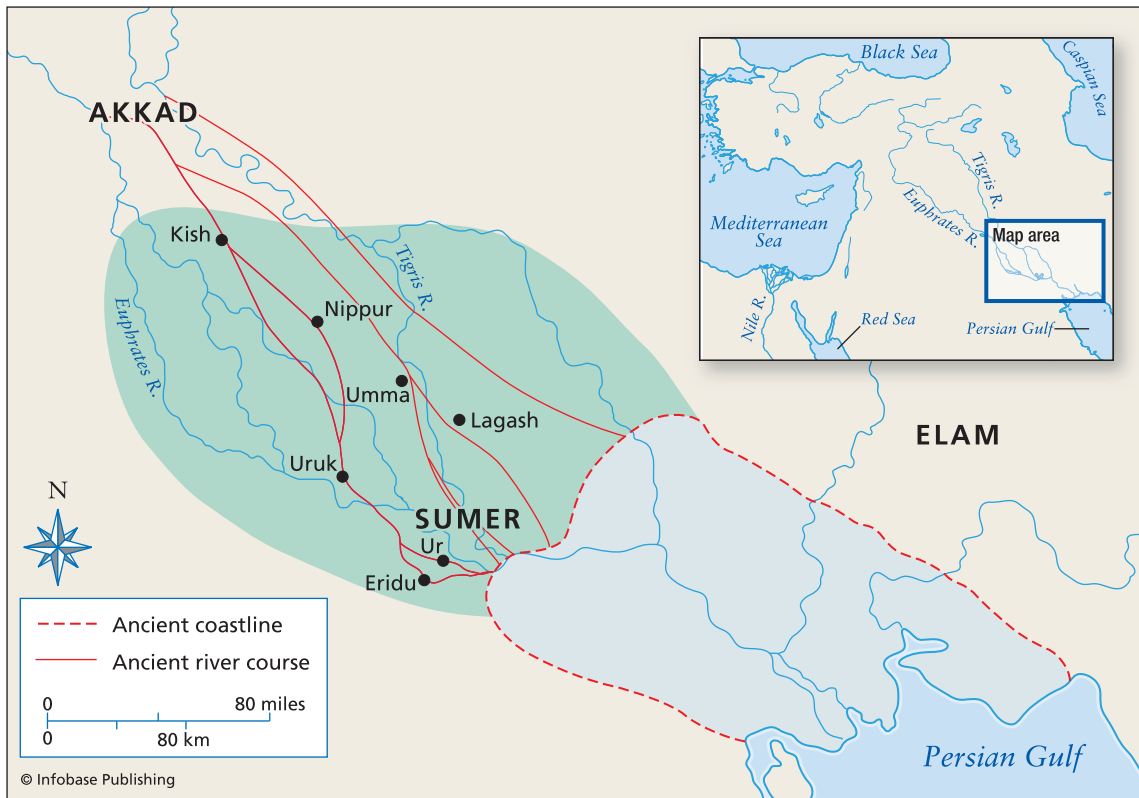 AKKAD
Kish
Nippur
Tigris R.
Euphrates R.
Umma
Lagash
Uruk
SUMER
Ur
Eridu
ELAM
Persian Gulf
N
Ancient coastline
Ancient river course
0
80 miles
0
80 km
© Infobase Publishing
Black Sea
Caspian Sea
Tigris R.
Euphrates R.
Mediterranean
Sea
Map area
Nile R.
Red Sea
Persian Gulf